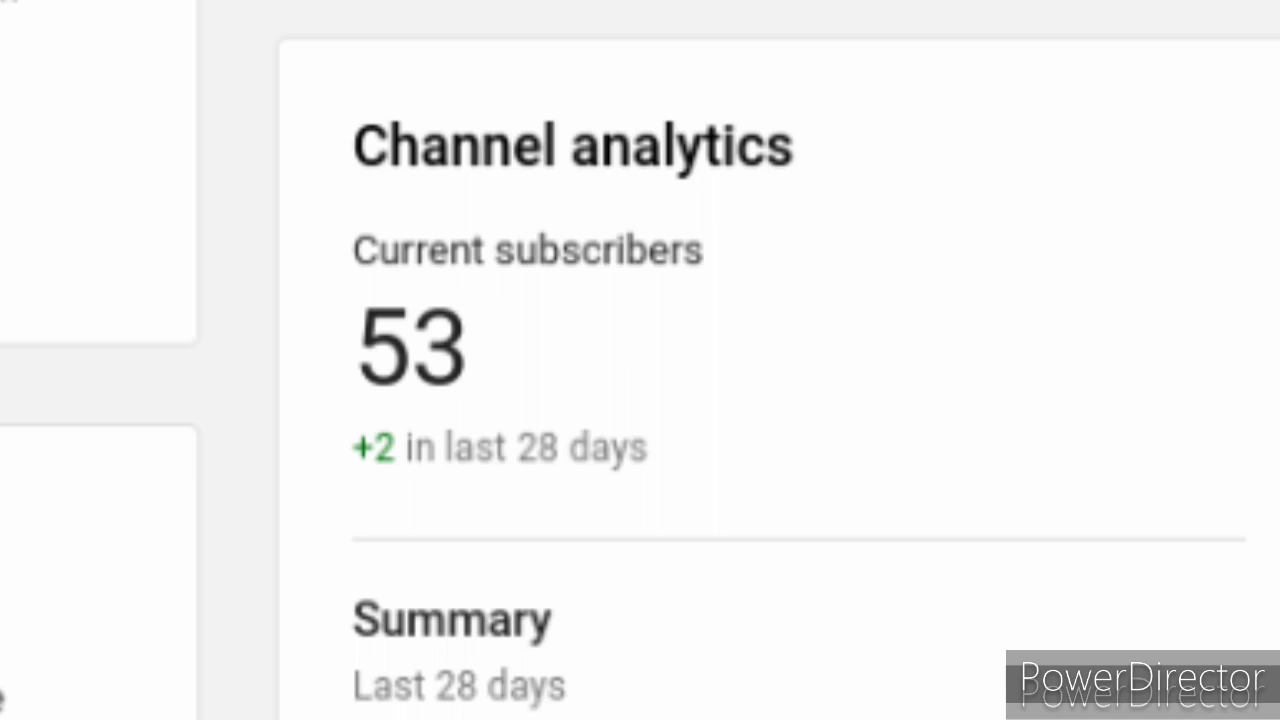 Channel analytics
Current subscribers
53
+2 in last 28 days
Summary
Last 28 days
PowerDirector